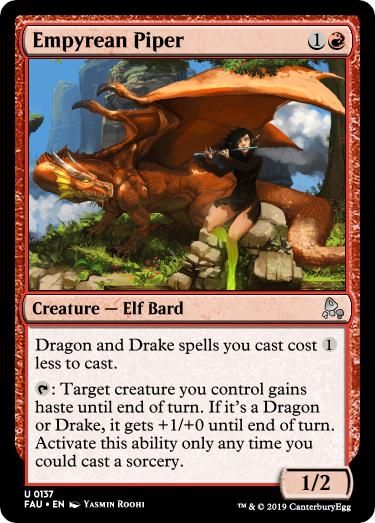 Empyrean Piper 1
Creature — Elf Bard
Dragon and Drake spells you cast cost 1
less to cast.
: Target creature you control gains
haste until end of turn. If it's a Dragon
or Drake, it gets +1/+0 until end of turn.
Activate this ability only any time you
could cast a sorcery.
1/2
U 0137
FAU • EN YASMIN ROOHI
™ & © 2019 CanterburyEgg